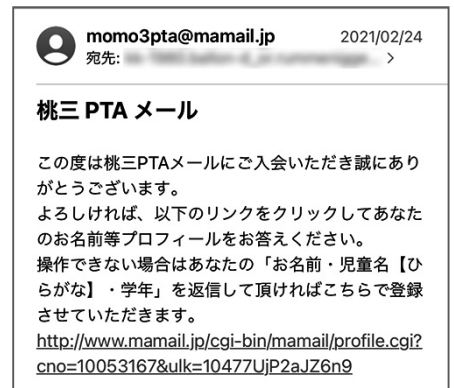 momo3pta@mamail.jp
2021/02/24
宛先:
桃三 PTA メール
この度は桃三PTAメールにご入会いただき誠にあり
がとうございます。
よろしければ、以下のリンクをクリックしてあなた
のお名前等プロフィールをお答えください。
操作できない場合はあなたの「お名前・児童名【ひ
らがな】・学年」を返信して頂ければこちらで登録
させていただきます。
http://www.mamail.jp/cgi-bin/mamail/profile.cgi?
cno=10053167&ulk=10477UjP2aJZ6n9